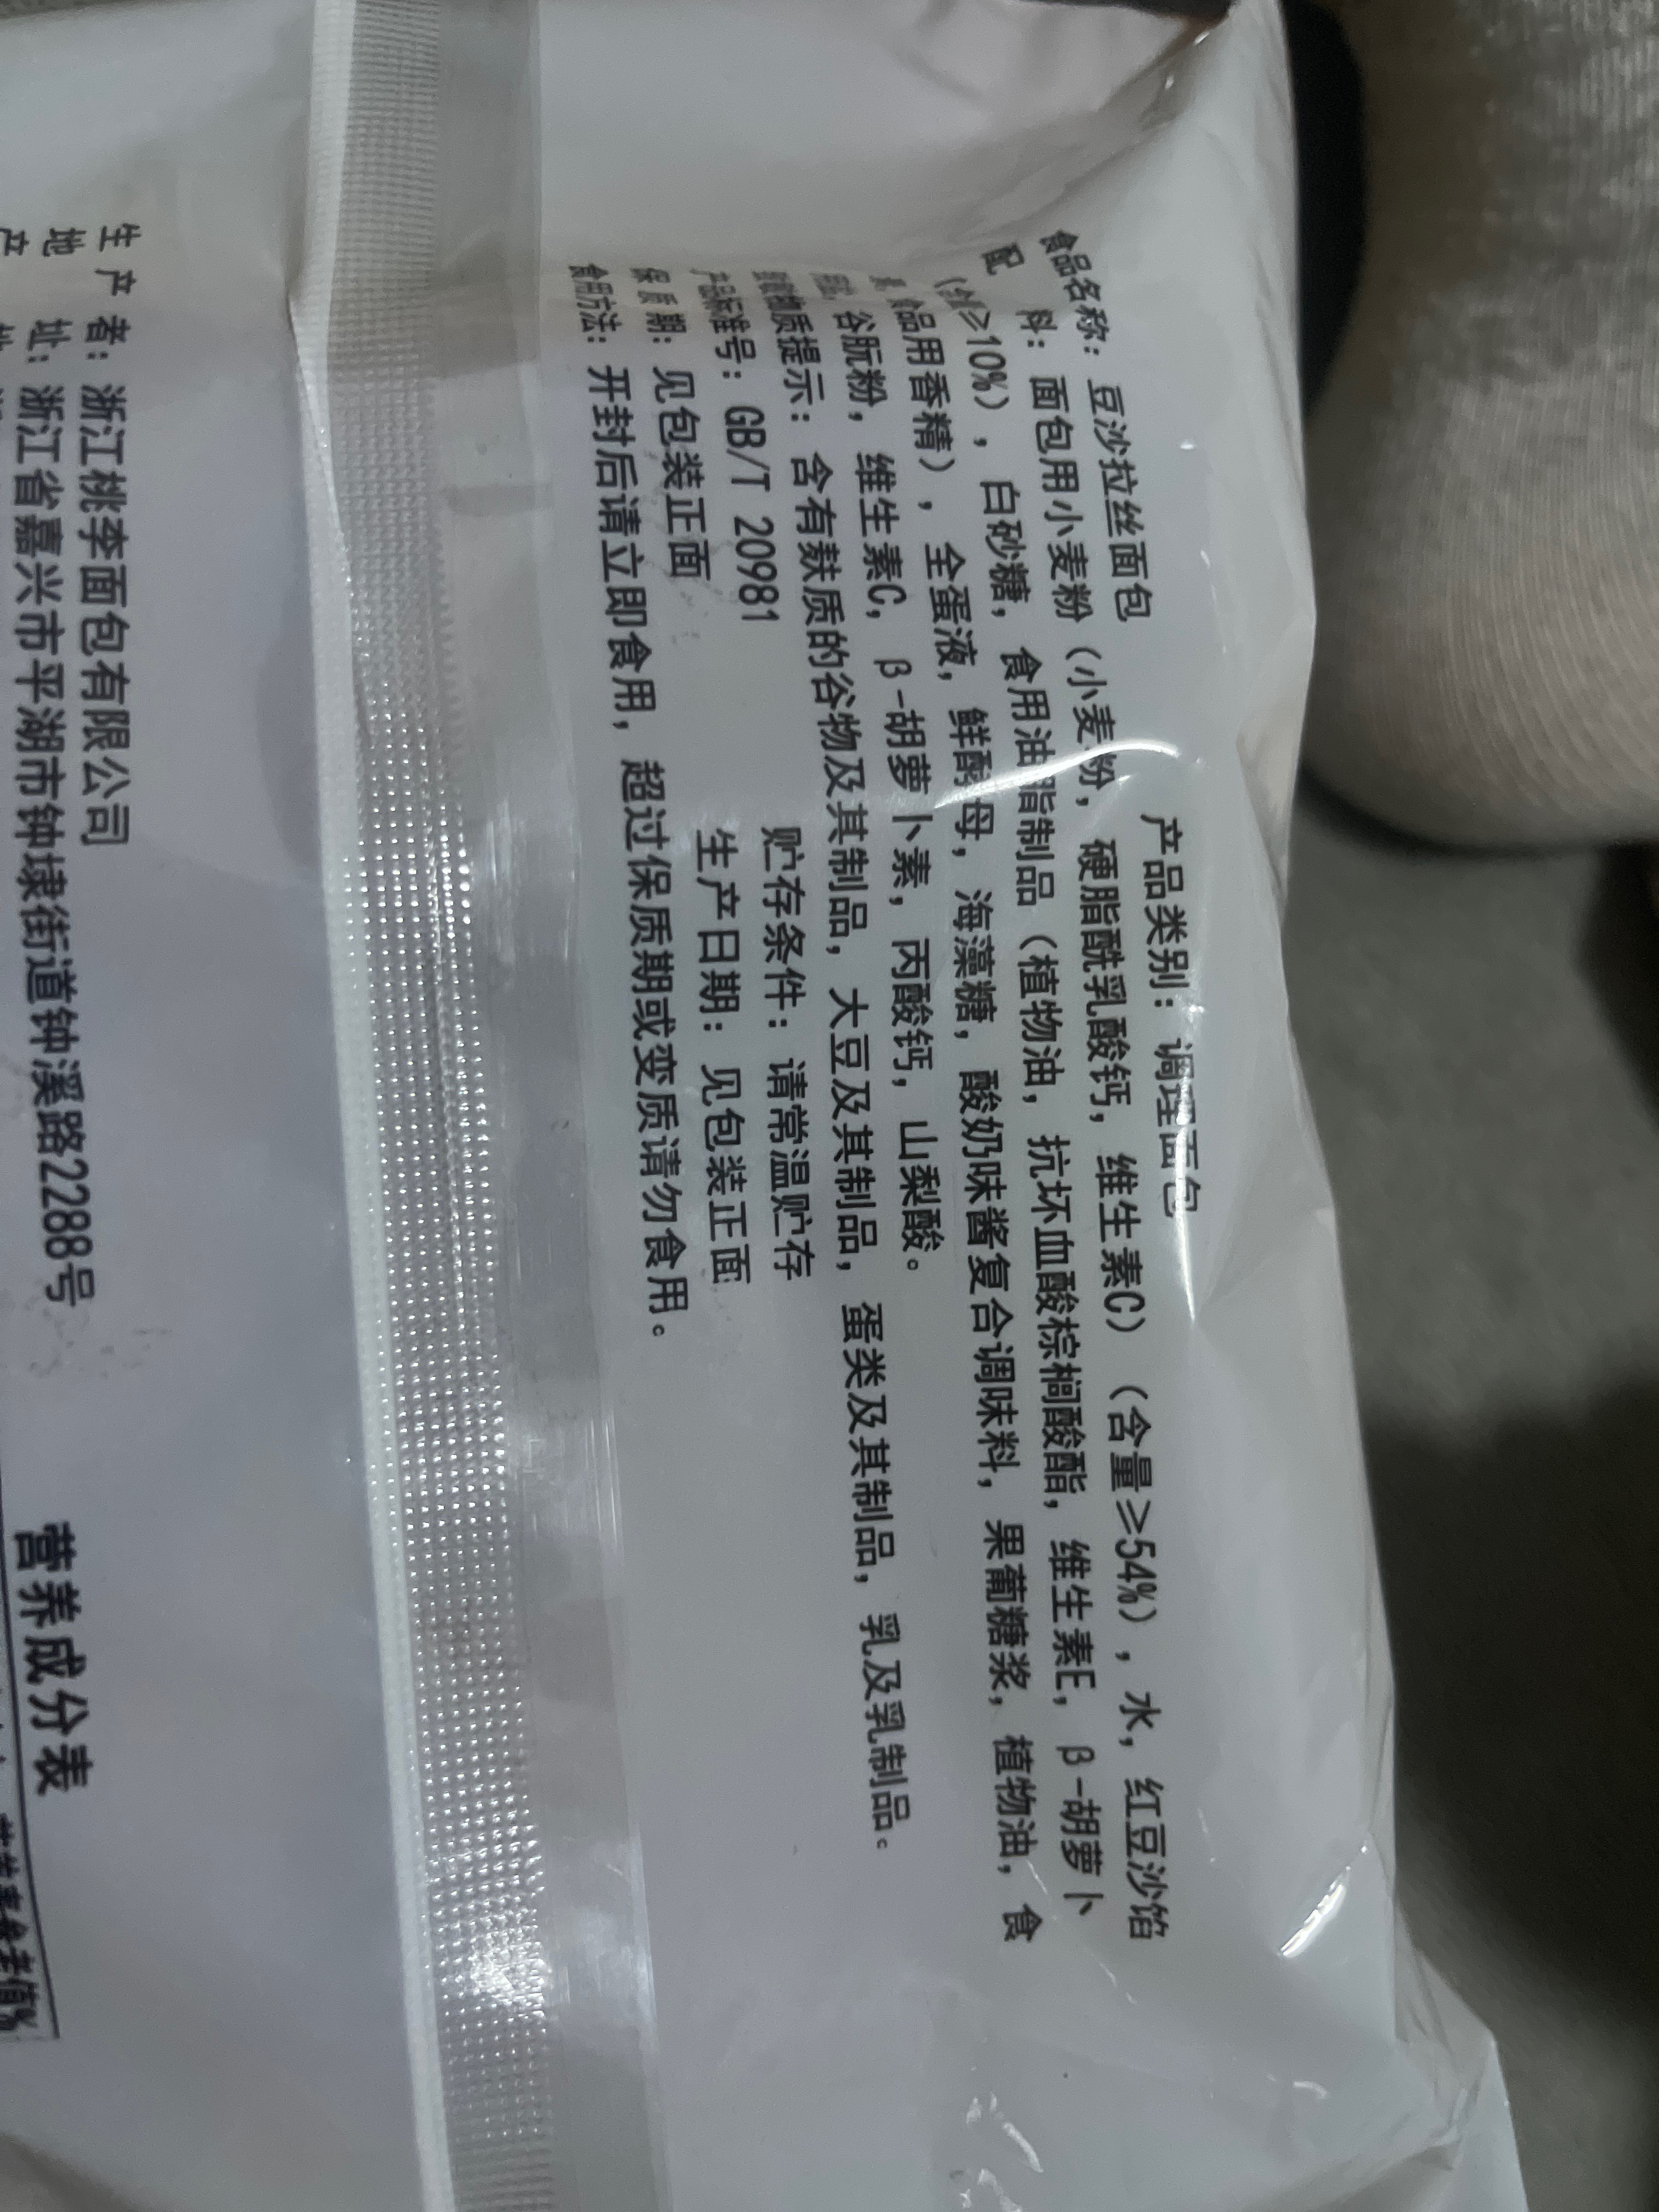 产品类别：调理面包
食品名称：豆沙拉丝面包
配 料：面包用小麦粉（小麦粉，硬脂酰乳酸钙，维生素C）（含量≥54%），水，红豆沙馅
（含量≥10%），白砂糖，食用油脂制品（植物油，抗坏血酸棕榈酸酯，维生素E，β-胡萝卜
素，食品用香精），全蛋液，鲜酵母，海藻糖，酸奶味酱复合调味料，果葡糖浆，植物油，食
谷朊粉，维生素C，β-胡萝卜素，丙酸钙，山梨酸。
物质提示：含有麸质的谷物及其制品，大豆及其制品，蛋类及其制品，乳及乳制品。
产品标准号：GB/T 20981 贮存条件：请常温贮存
保质期：见包装正面 生产日期：见包装正面
食用方法：开封后请立即食用，超过保质期或变质请勿食用。
生产者：浙江桃李面包有限公司
地 址：浙江省嘉兴市平湖市钟埭街道钟溪路2288号
产 地
营养成分表
营养素参考值%